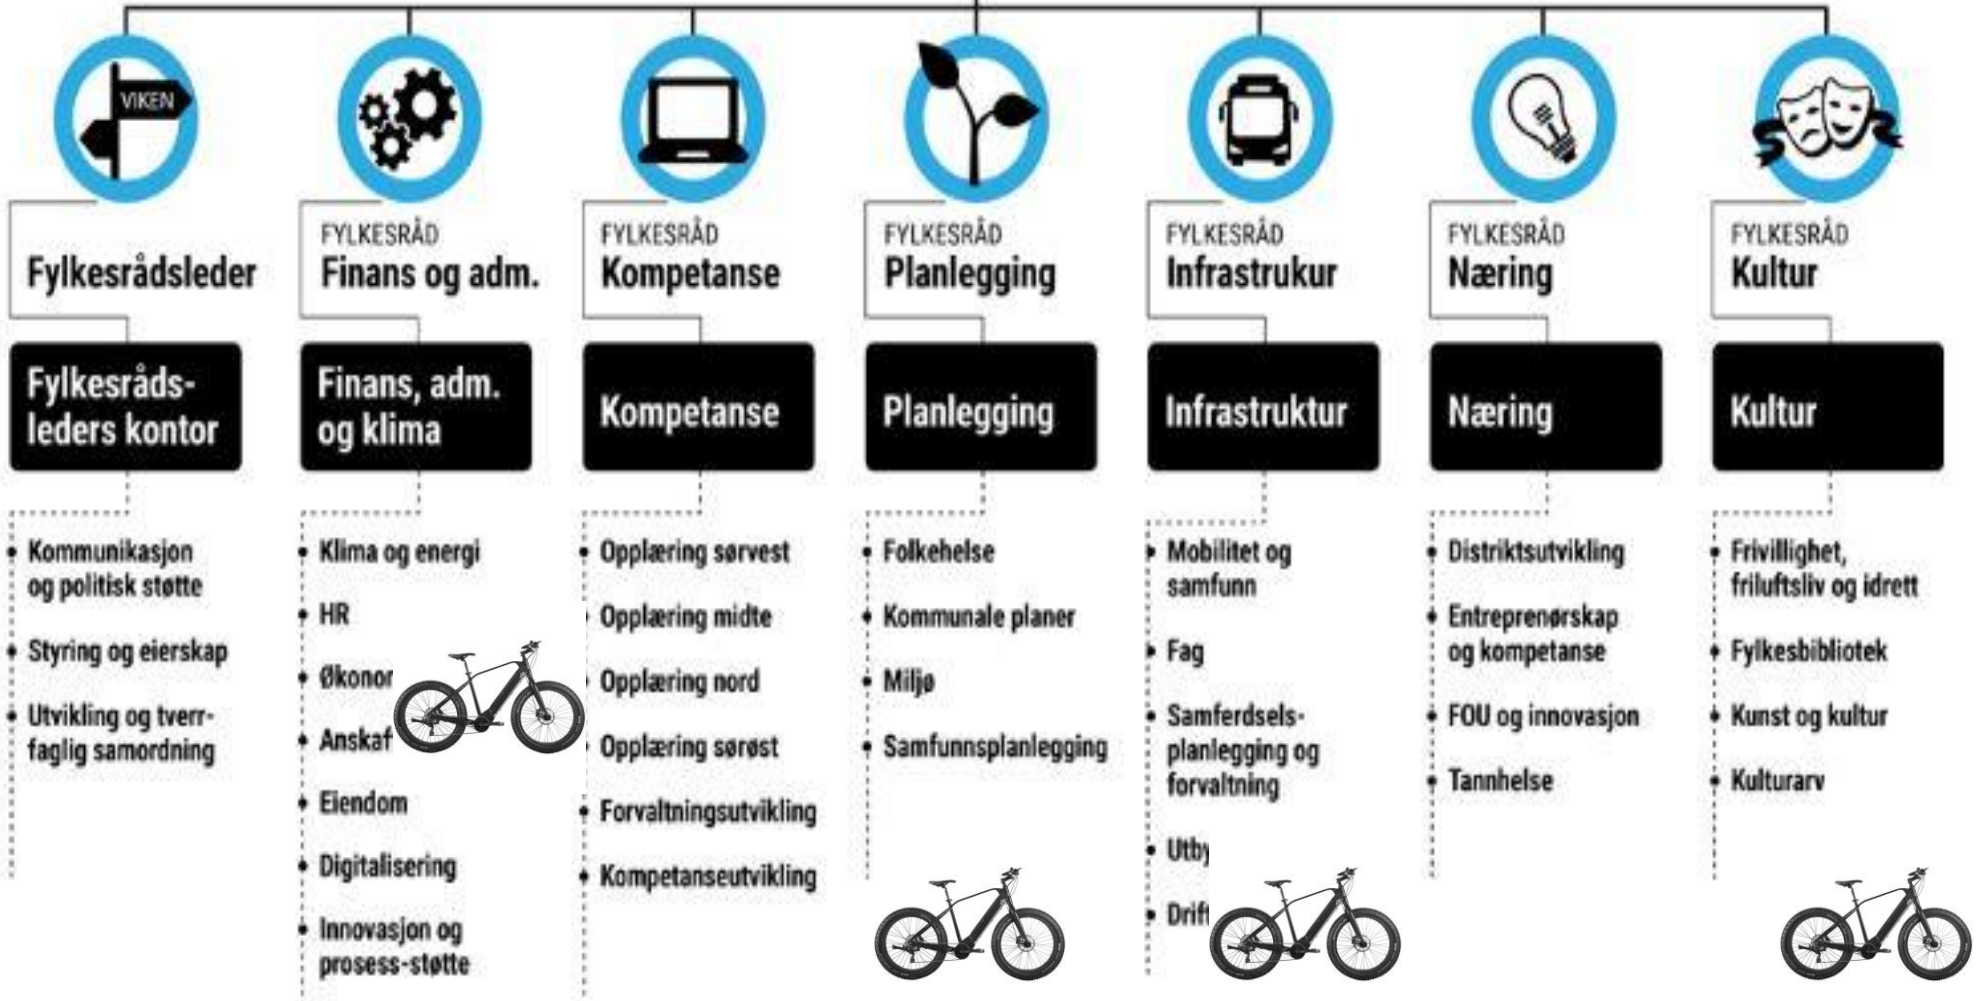 VIKEN
Fylkesrådsleder
Fylkesråds-
leders kontor
Kommunikasjon
og politisk støtte
Styring og eierskap
Utvikling og tverr-
faglig samordning
FYLKESRÅD
Finans og adm.
Finans, adm.
og klima
Klima og energi
HR
Eiendom
Digitalisering
Innovasjon og
prosess-støtte
FYLKESRÅD
Kompetanse
Kompetanse
Opplæring sørvest
Opplæring midte
Opplæring nord
Opplæring sørøst
Forvaltningsutvikling
Kompetanseutvikling
FYLKESRÅD
Planlegging
Planlegging
Folkehelse
Kommunale planer
Miljø
Samfunnsplanlegging
FYLKESRÅD
Infrastrukur
Infrastruktur
Mobilitet og
samfunn
Fag
Samferdsels-
planlegging og
forvaltning
Drift
FYLKESRÅD
Næring
Næring
Distriktsutvikling
Entreprenørskap
og kompetanse
FOU og innovasjon
Tannhelse
FYLKESRÅD
Kultur
Kultur
Frivillighet,
friluftsliv og idrett
Fylkesbibliotek
Kunst og kultur
Kulturarv